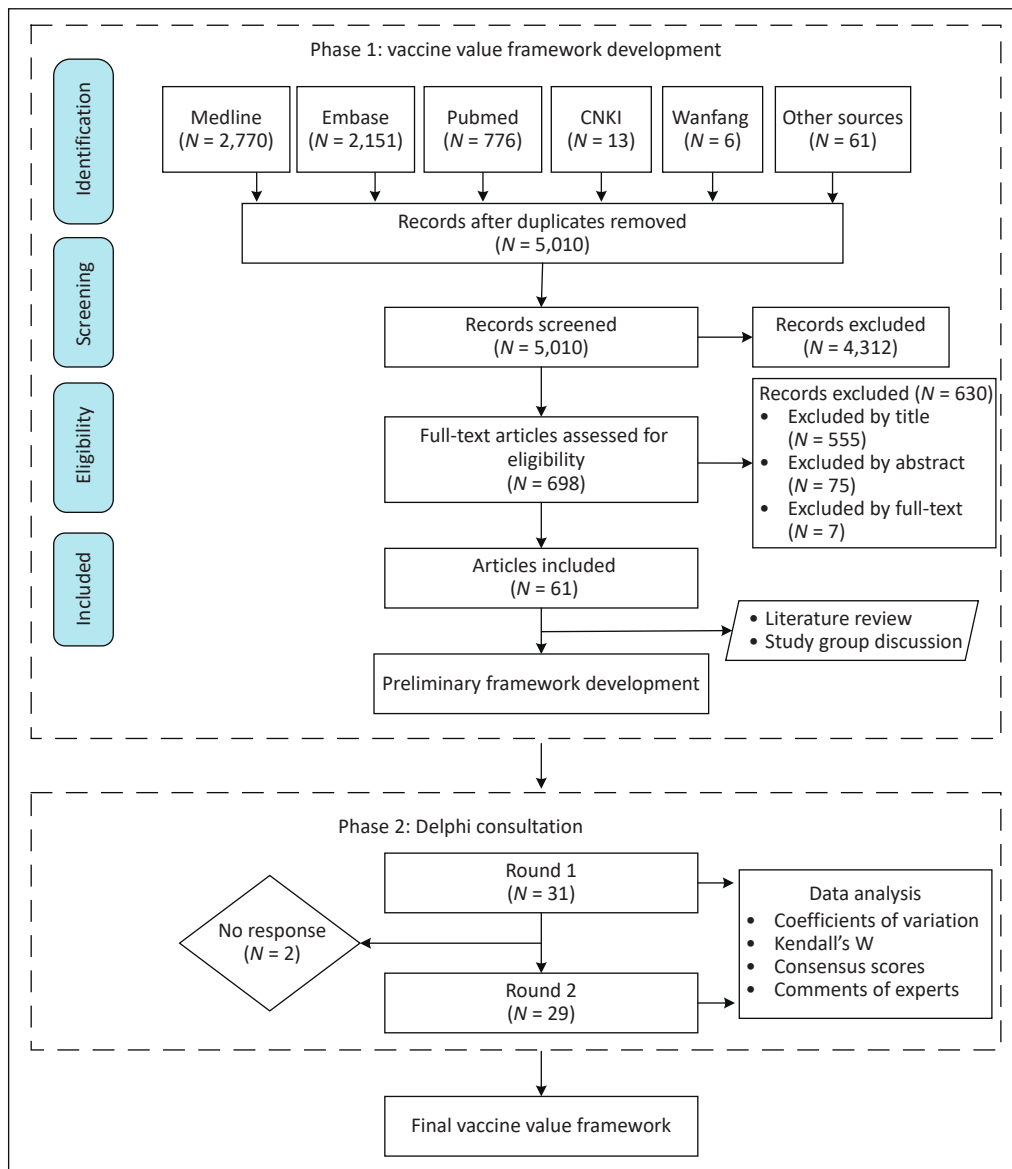 Phase 1: vaccine value framework development
Identification
Medline
(N = 2,770)
Embase
(N = 2,151)
Pubmed
(N = 776)
CNKI
(N = 13)
Wanfang
(N = 6)
Other sources
(N = 61)
Records after duplicates removed
(N = 5,010)
Screening
Records screened
(N = 5,010)
Records excluded
(N = 4,312)
Eligibility
Full-text articles assessed for
eligibility
(N = 698)
Records excluded (N = 630)
• Excluded by title
(N = 555)
• Excluded by abstract
(N = 75)
• Excluded by full-text
(N = 7)
Included
Articles included
(N = 61)
• Literature review
• Study group discussion
Preliminary framework development
Phase 2: Delphi consultation
Round 1
(N = 31)
No response
(N = 2)
Round 2
(N = 29)
Data analysis
• Coefficients of variation
• Kendall's W
• Consensus scores
• Comments of experts
Final vaccine value framework